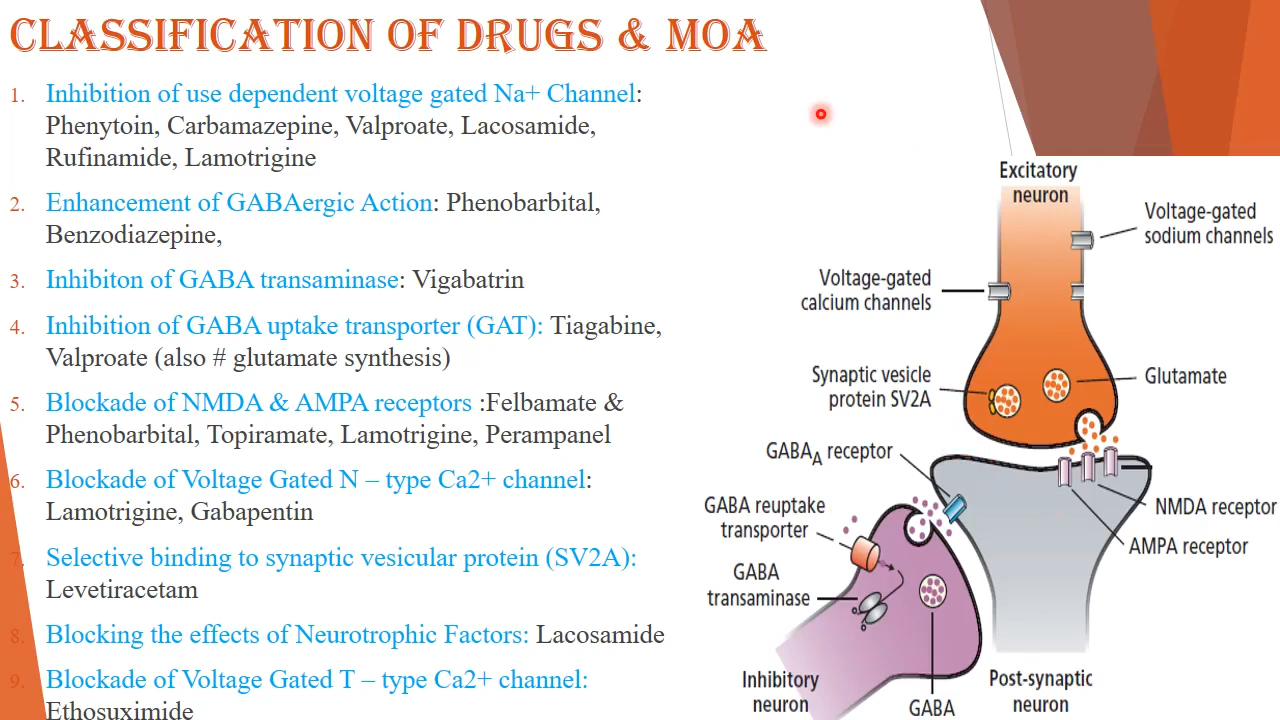 CLASSIFICATION OF DRUGS & MOA
1. Inhibition of use dependent voltage gated Na+ Channel:
Phenytoin, Carbamazepine, Valproate, Lacosamide,
Rufinamide, Lamotrigine
2. Enhancement of GABAergic Action: Phenobarbital,
Benzodiazepine,
3. Inhibiton of GABA transaminase: Vigabatrin
4. Inhibition of GABA uptake transporter (GAT): Tiagabine,
Valproate (also # glutamate synthesis)
5. Blockade of NMDA & AMPA receptors :Felbamate &
Phenobarbital, Topiramate, Lamotrigine, Perampanel
6. Blockade of Voltage Gated N – type Ca2+ channel:
Lamotrigine, Gabapentin
7. Selective binding to synaptic vesicular protein (SV2A):
Levetiracetam
8. Blocking the effects of Neurotrophic Factors: Lacosamide
9. Blockade of Voltage Gated T – type Ca2+ channel:
Ethosuximide
Excitatory
neuron
Voltage-gated
sodium channels
Voltage-gated
calcium channels
Synaptic vesicle
protein SV2A
Glutamate
GABAA receptor
GABA reuptake
transporter
NMDA receptor
AMPA receptor
GABA
transaminase
Inhibitory
neuron
GABA
Post-synaptic
neuron